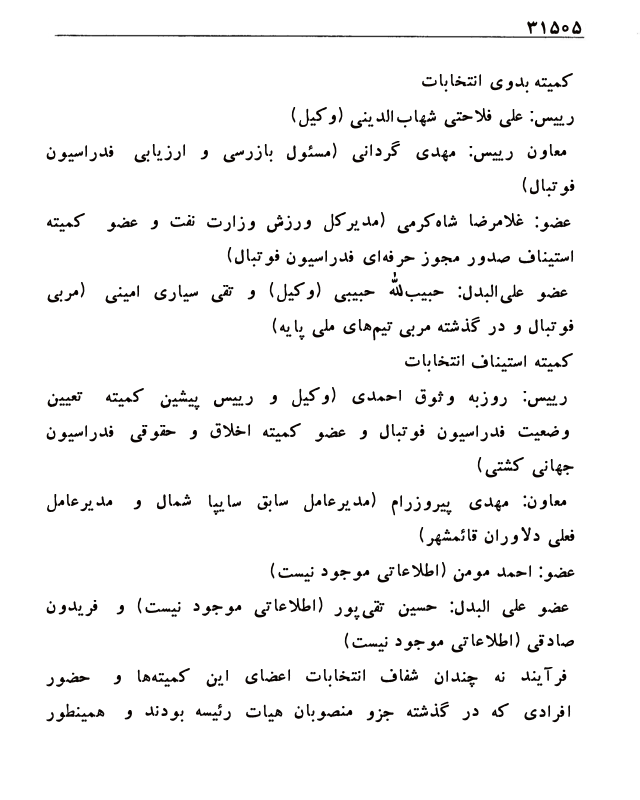 ۳۱۵۰۵
کمیته بدوی انتخابات
رییس: علی فلاحتی شهاب‌الدینی (وکیل)
معاون رییس: مهدی گردانی (مسئول بازرسی و ارزیابی فدراسیون
فوتبال)
عضو: غلامرضا شاه‌کرمی (مدیرکل ورزش وزارت نفت و عضو کمیته
استیناف صدور مجوز حرفه‌ای فدراسیون فوتبال)
عضو علی‌البدل: حبیب‌الله حبیبی (وکیل) و تقی سیاری امینی (مربی
فوتبال و در گذشته مربی تیم‌های ملی پایه)
کمیته استیناف انتخابات
رییس: روزبه وثوق احمدی (وکیل و رییس پیشین کمیته تعیین
وضعیت فدراسیون فوتبال و عضو کمیته اخلاق و حقوقی فدراسیون
جهانی کشتی)
معاون: مهدی پیروزرام (مدیرعامل سابق سایپا شمال و مدیرعامل
فعلی دلاوران قائمشهر)
عضو: احمد مومن (اطلاعاتی موجود نیست)
عضو علی البدل: حسین تقی‌پور (اطلاعاتی موجود نیست) و فریدون
صادقی (اطلاعاتی موجود نیست)
فرآیند نه چندان شفاف انتخابات اعضای این کمیته‌ها و حضور
افرادی که در گذشته جزو منصوبان هیات رئیسه بودند و همینطور